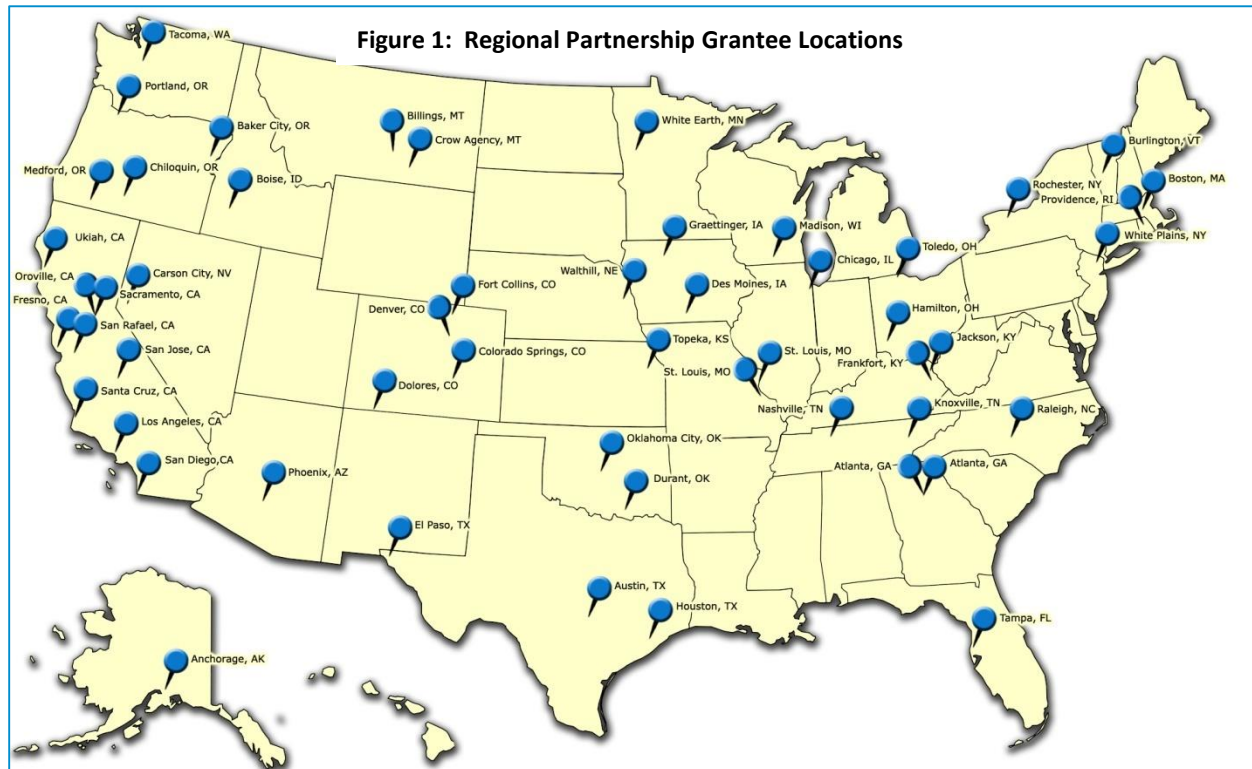 Figure 1: Regional Partnership Grantee Locations
Tacoma, WA
Portland, OR
Baker City, OR
Billings, MT
Crow Agency, MT
White Earth, MN
Burlington, VT
Medford, OR
Chiloquin, OR
Boise, ID
Boston, MA
Rochester, NY
Providence, RI
Graettinger, IA
Madison, WI
White Plains, NY
Ukiah, CA
Toledo, OH
Chicago, IL
Oroville, CA
Carson City, NV
Walthill, NE
Sacramento, CA
Fort Collins, CO
Des Moines, IA
Fresno, CA
Denver, CO
Hamilton, OH
San Rafael, CA
Topeka, KS
Jackson, KY
San Jose, CA
Colorado Springs, CO
St. Louis, MO
Frankfort, KY
St. Louis, MO
Dolores, CO
Santa Cruz, CA
Nashville, TN
Knoxville, TN
Raleigh, NC
Los Angeles, CA
Oklahoma City, OK
San Diego,CA
Phoenix, AZ
Atlanta, GA
Atlanta, GA
Durant, OK
El Paso, TX
Austin, TX
Houston, TX
Tampa, FL
Anchorage, AK